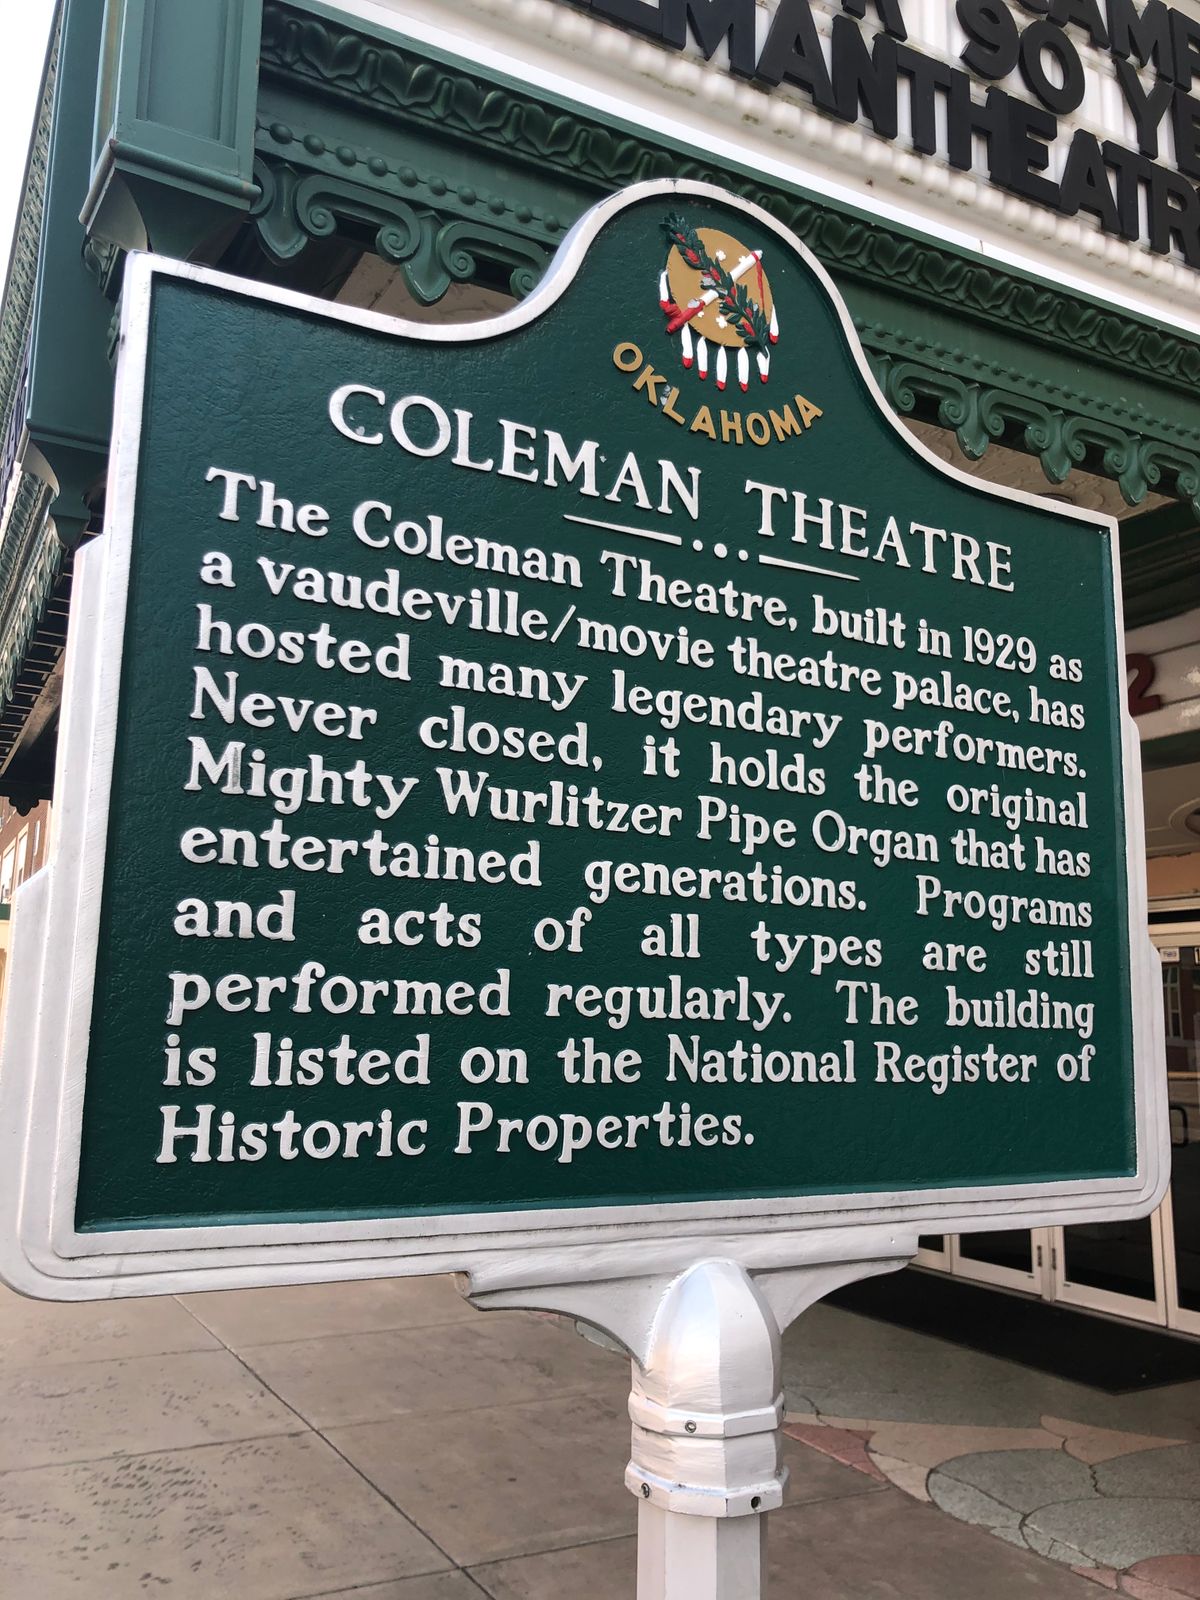 90 YE
OKLAHOMA
COLEMAN THEATRE
The Coleman Theatre, built in 1929 as
a vaudeville/movie theatre palace, has
hosted many legendary performers.
Never closed, it holds the original
Mighty Wurlitzer Pipe Organ that has
entertained generations. Programs
and acts of all types are still
performed regularly. The building
is listed on the National Register of
Historic Properties.